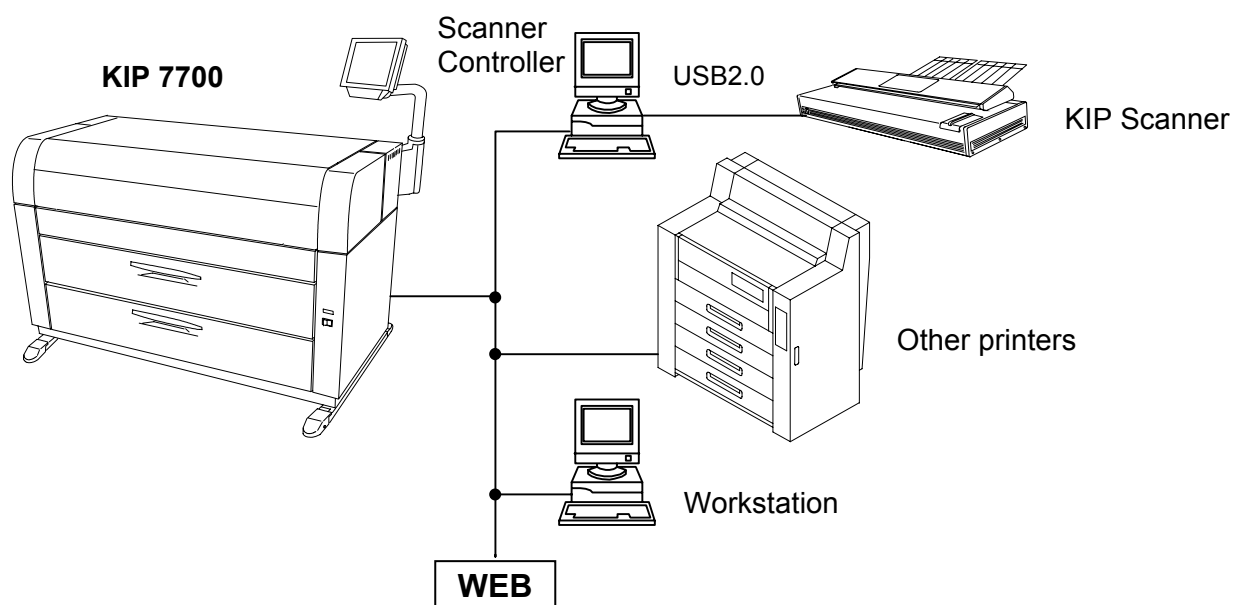 Scanner
Controller
KIP 7700
USB2.0
KIP Scanner
Other printers
Workstation
WEB